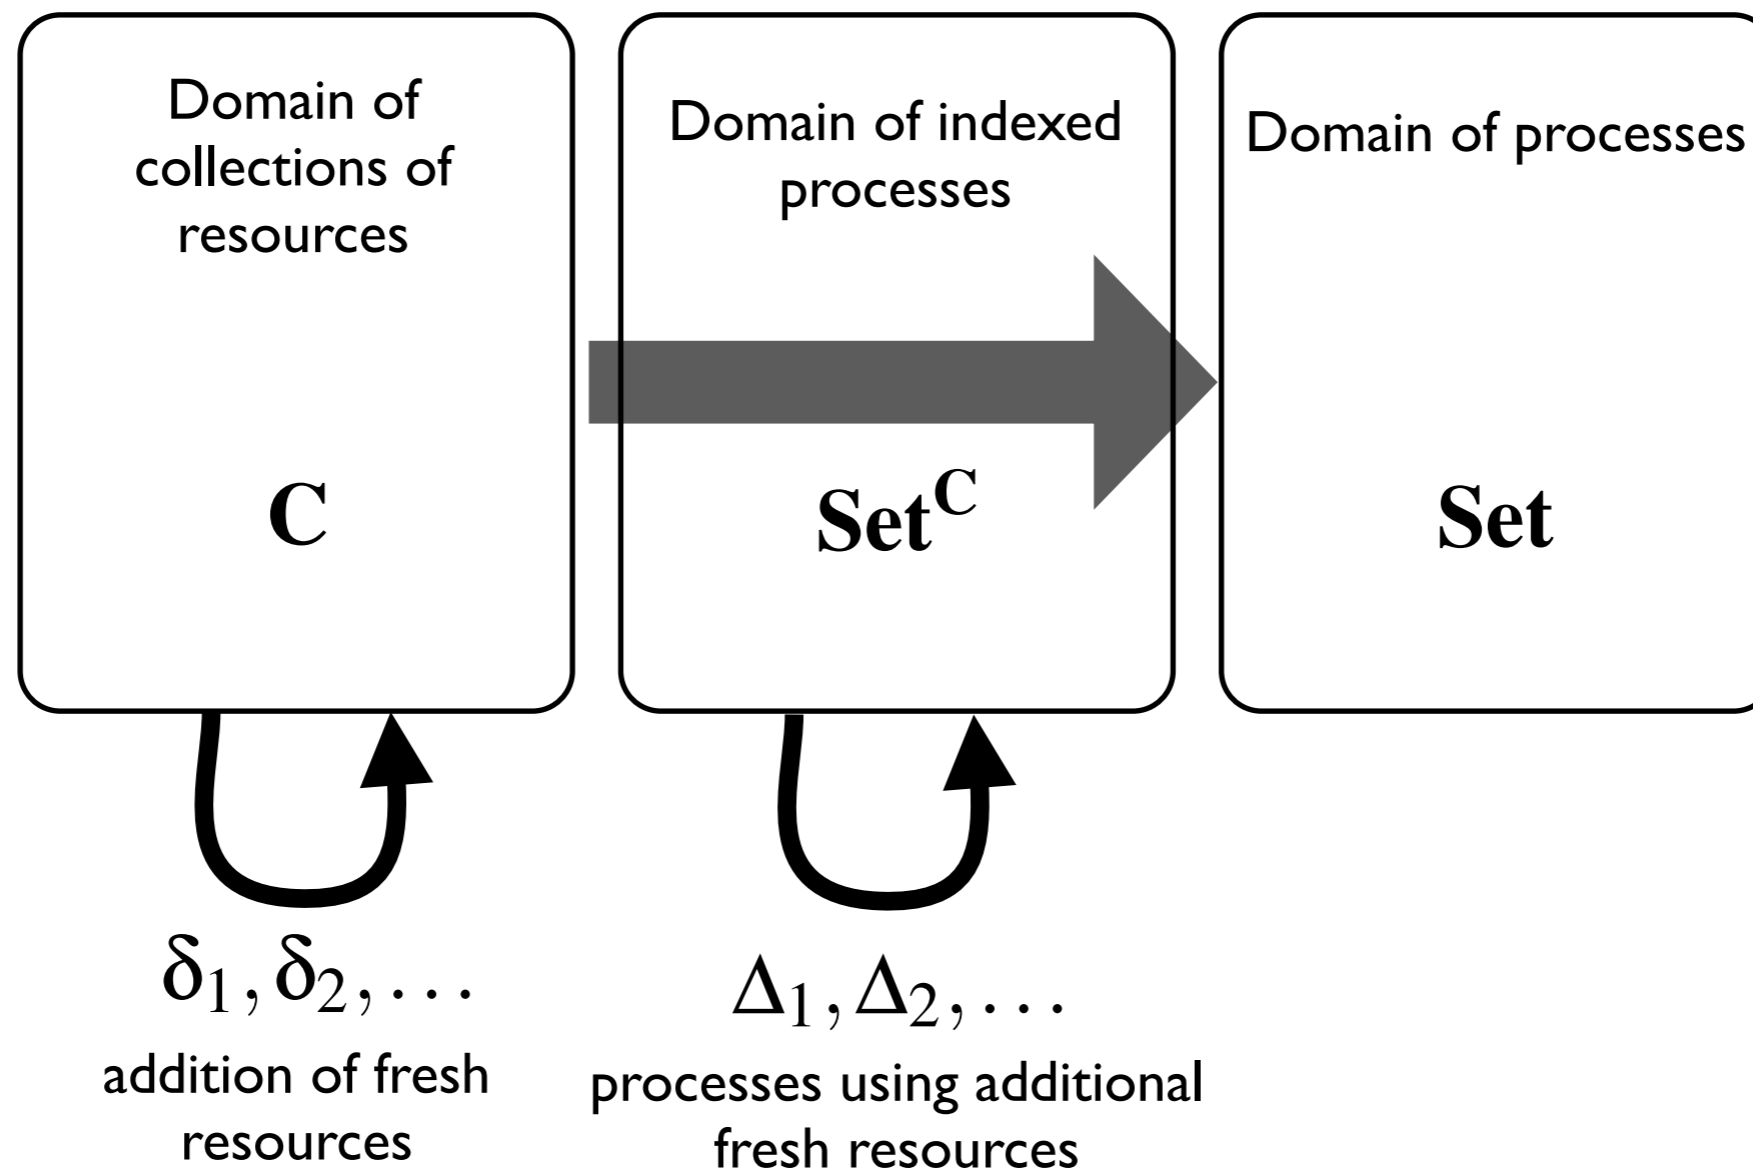 Domain of
collections of
resources
C
Domain of indexed
processes
Set^C
Domain of processes
Set
δ₁, δ₂, . . .
addition of fresh
resources
Δ₁, Δ₂, . . .
processes using additional
fresh resources